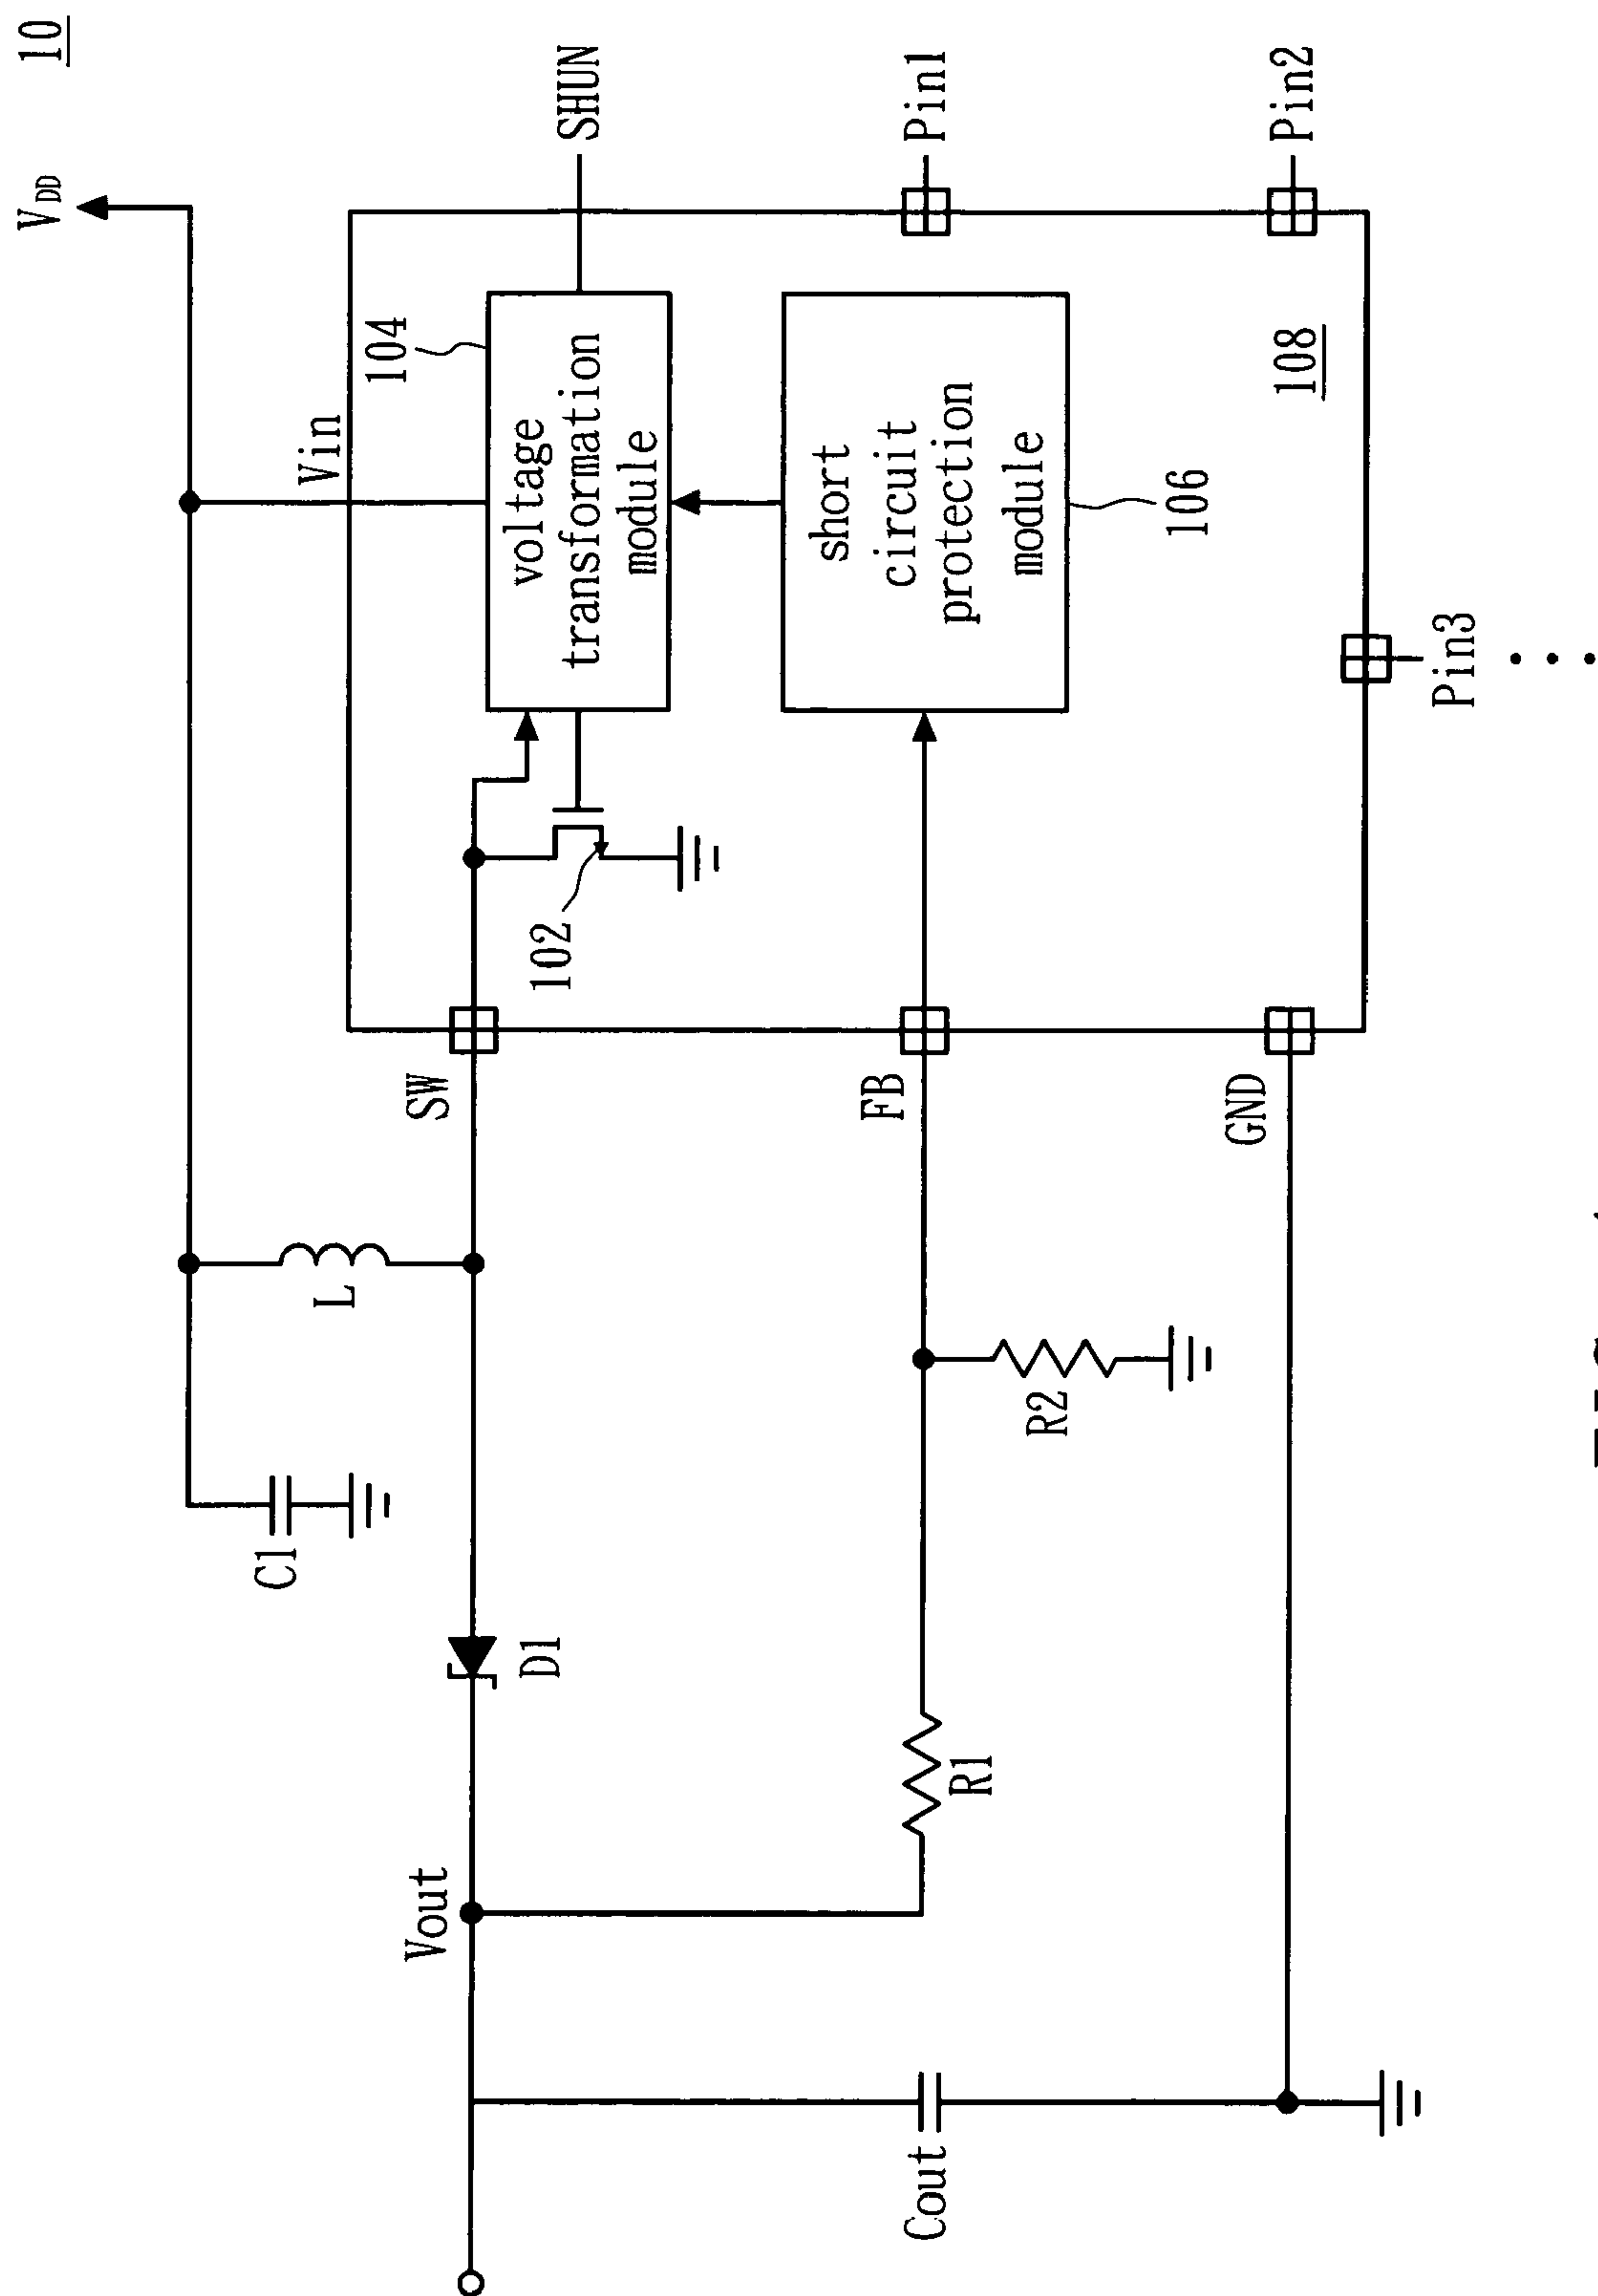 10
VDD
Vin
SHUN
104
voltage
transformation
module
102
SW
Pin1
short
circuit
protection
module
106
108
Pin2
FB
GND
Pin3
L
C1
D1
R2
R1
Vout
Cout